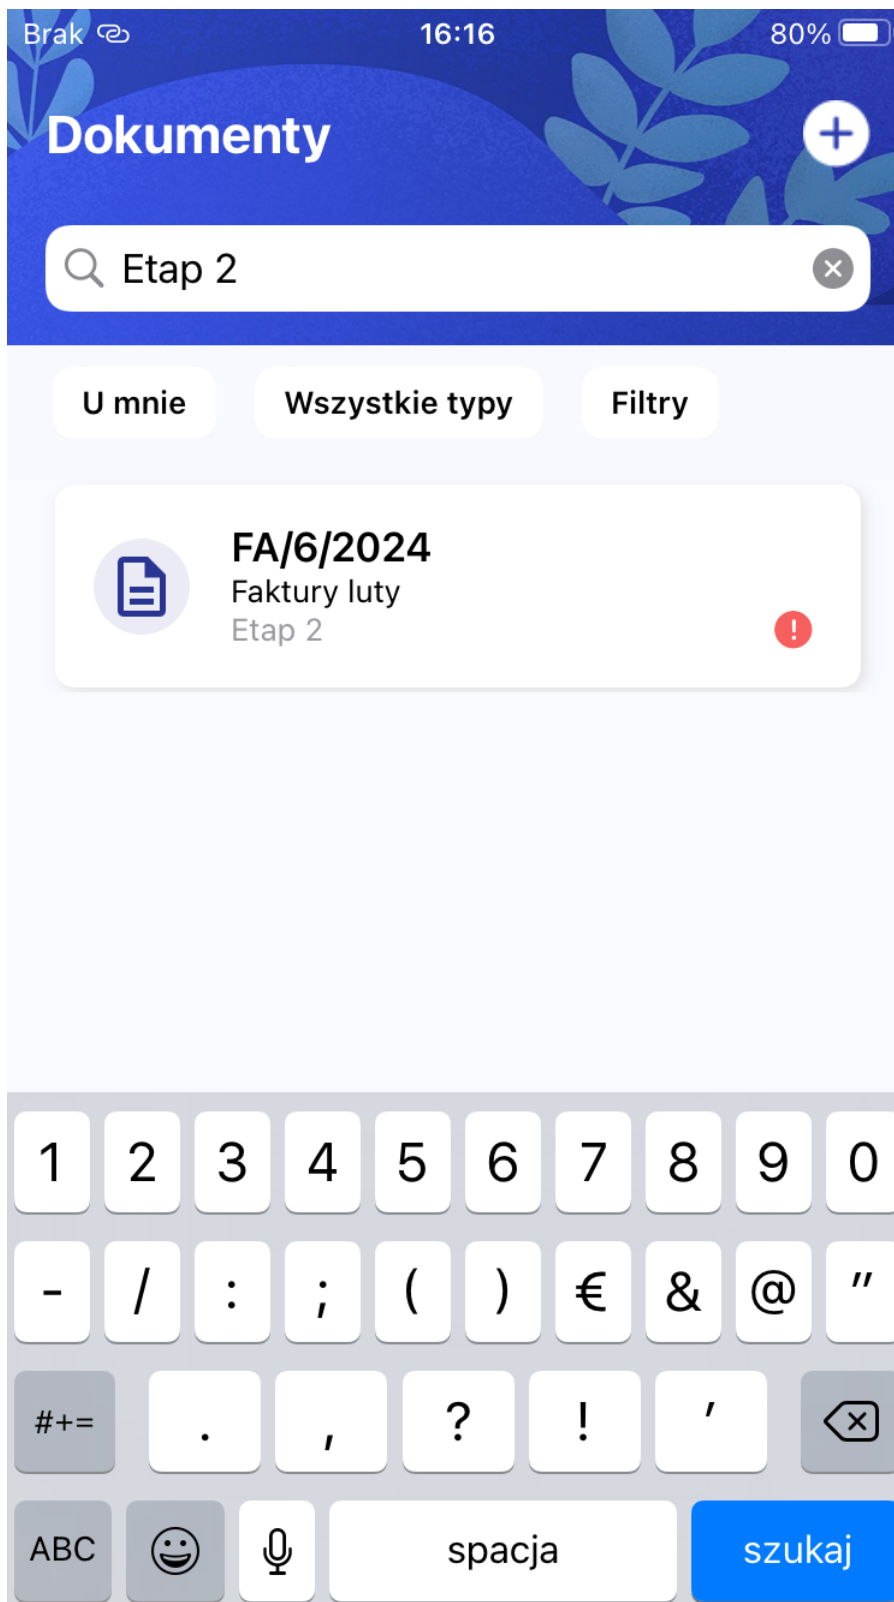 Brak 16:16 80%
Dokumenty
Etap 2
U mnie Wszystkie typy Filtry
FA/6/2024
Faktury luty
Etap 2
!
1 2 3 4 5 6 7 8 9 0
- / : ; ( ) € & @ "
#+= . , ? ! '
ABC spacja szukaj